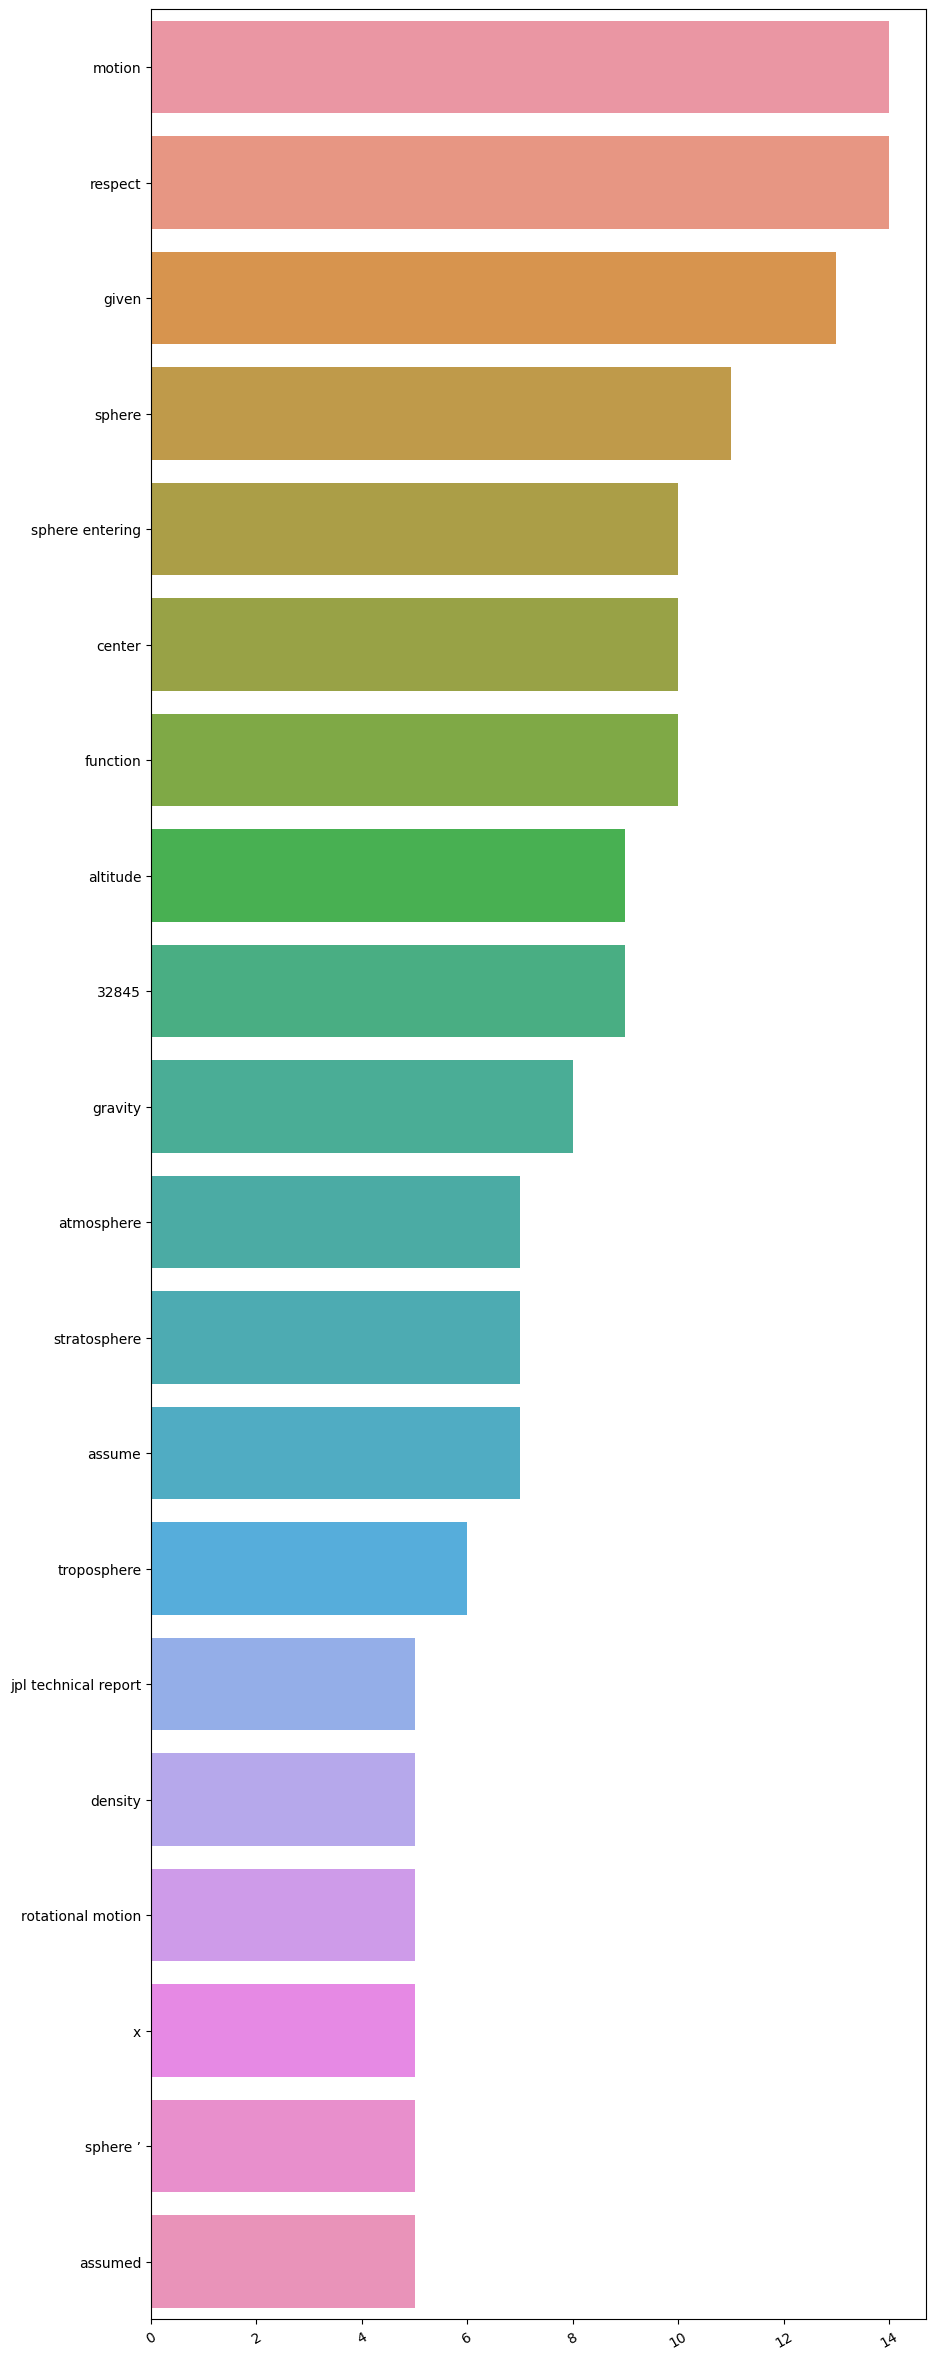 motion
respect
given
sphere
sphere entering
center
function
altitude
32845
gravity
atmosphere
stratosphere
assume
troposphere
jpl technical report
density
rotational motion
x
sphere ’
assumed
0 2 4 6 8 10 12 14